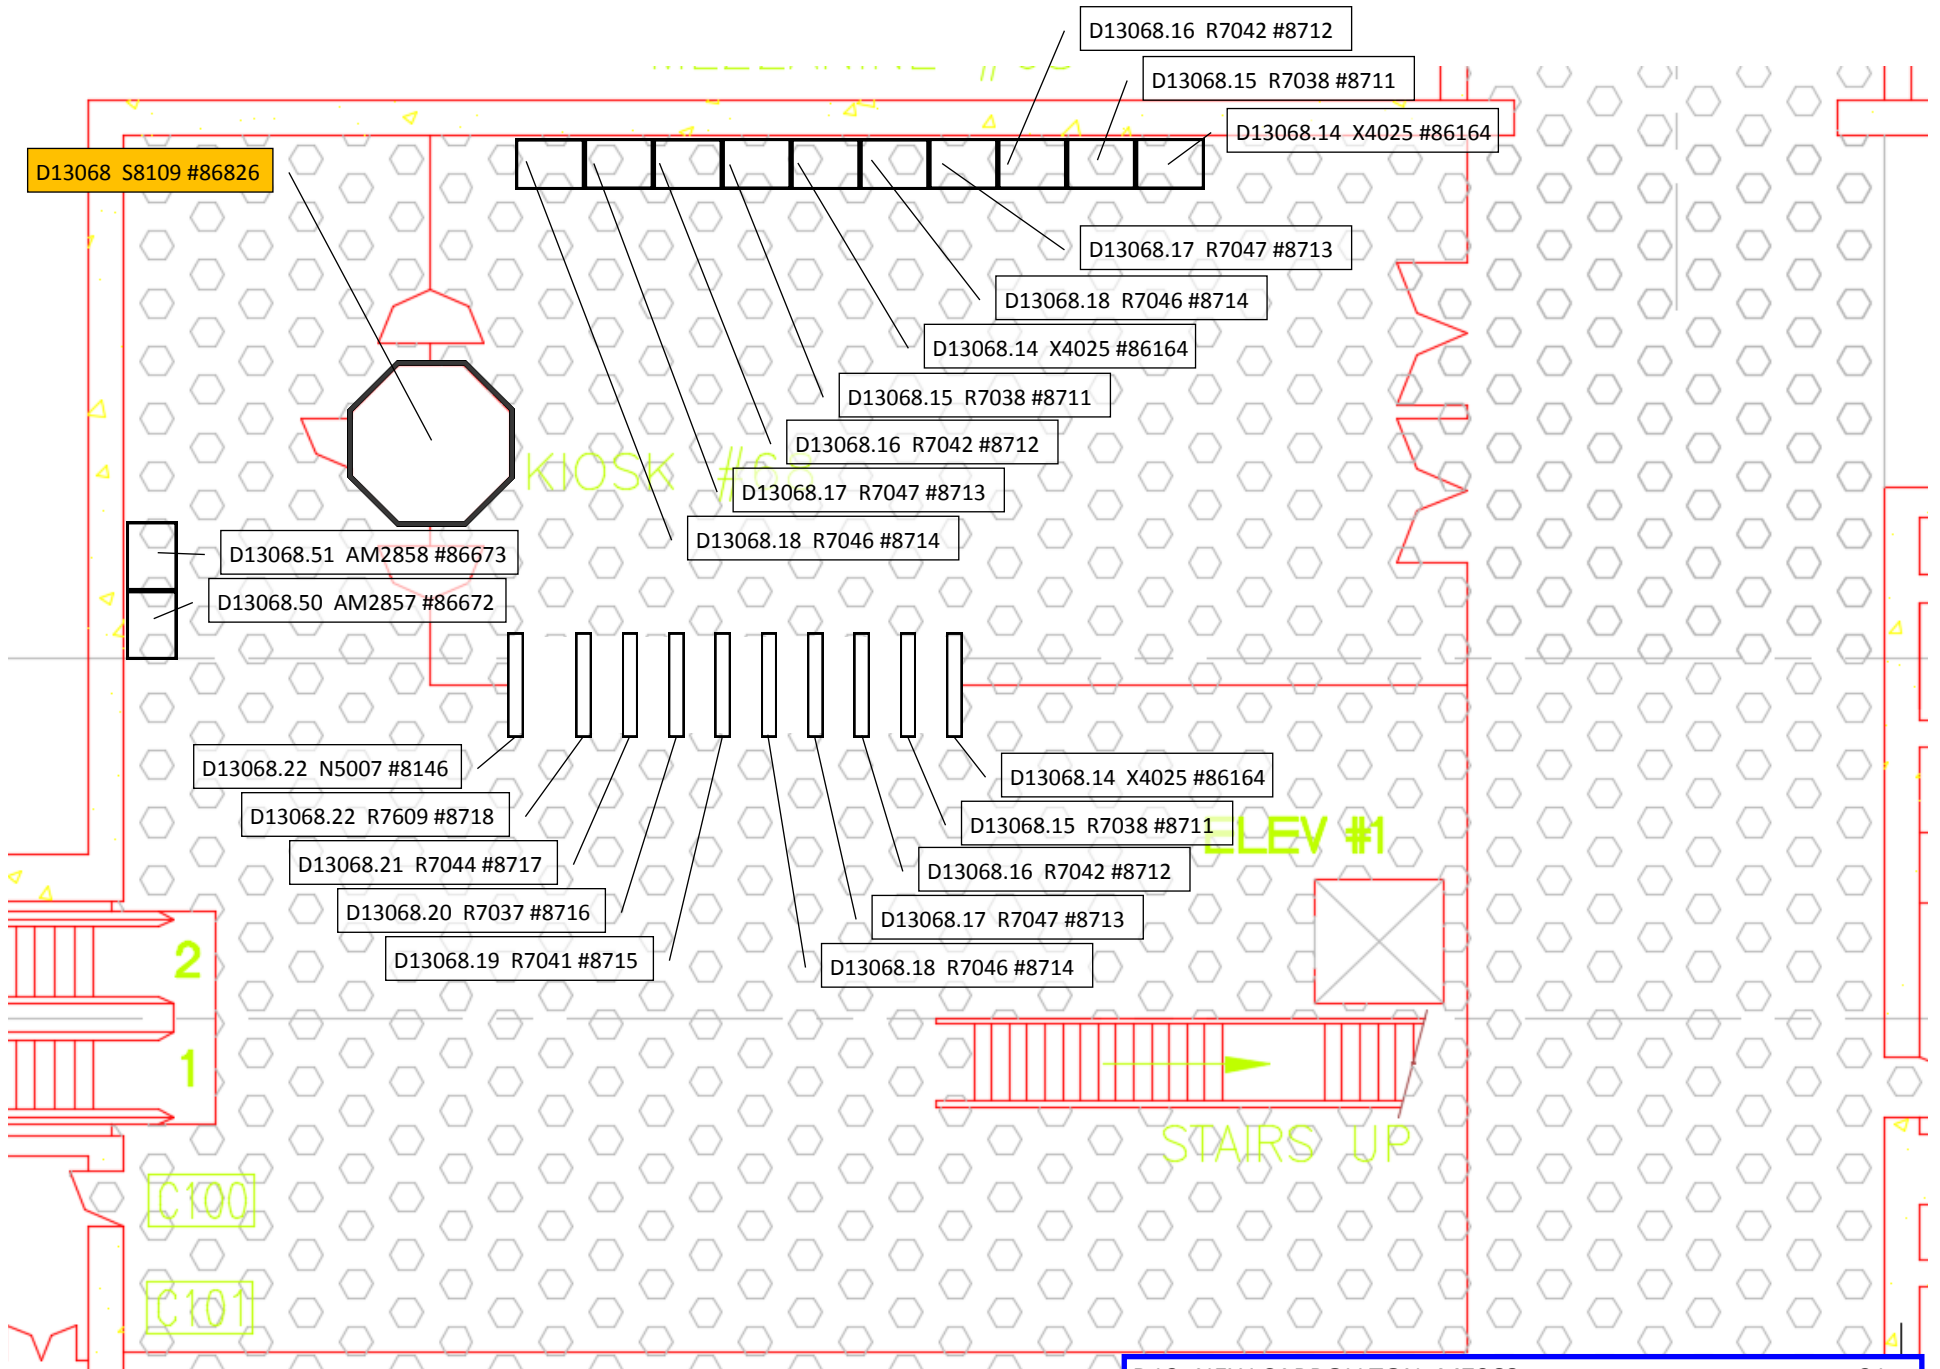 D13068.16 R7042 #8712
D13068.15 R7038 #8711
D13068.14 X4025 #86164
D13068 S8109 #86826
D13068.17 R7047 #8713
D13068.18 R7046 #8714
D13068.14 X4025 #86164
D13068.15 R7038 #8711
D13068.16 R7042 #8712
KIOSK #68
D13068.17 R7047 #8713
D13068.18 R7046 #8714
D13068.51 AM2858 #86673
D13068.50 AM2857 #86672
D13068.22 N5007 #8146
D13068.14 X4025 #86164
D13068.22 R7609 #8718
D13068.15 R7038 #8711
ELEV #1
D13068.21 R7044 #8717
D13068.16 R7042 #8712
D13068.20 R7037 #8716
D13068.17 R7047 #8713
D13068.19 R7041 #8715
D13068.18 R7046 #8714
2
1
STAIRS UP
C100
C101